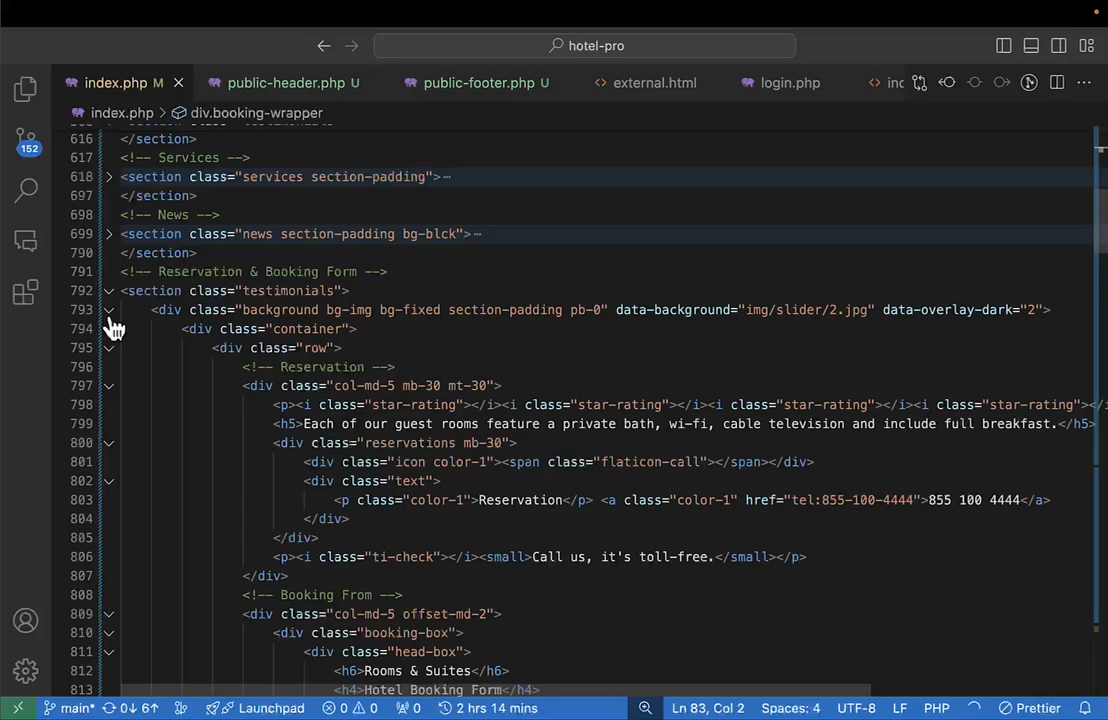 hotel-pro
index.php M
public-header.php U
public-footer.php U
external.html
login.php
index.php > div.booking-wrapper
152
616 </section>
617 <!-- Services -->
618 <section class="services section-padding">
697 </section>
698 <!-- News -->
699 <section class="news section-padding bg-blck">
790 </section>
791 <!-- Reservation & Booking Form -->
792 <section class="testimonials">
793 <div class="background bg-img bg-fixed section-padding pb-0" data-background="img/slider/2.jpg" data-overlay-dark="2">
794 <div class="container">
795 <div class="row">
796 <!-- Reservation -->
797 <div class="col-md-5 mb-30 mt-30">
798 <p><i class="star-rating"></i><i class="star-rating"></i><i class="star-rating"></i><i class="star-rating"></i
799 <h5>Each of our guest rooms feature a private bath, wi-fi, cable television and include full breakfast.</h5>
800 <div class="reservations mb-30">
801 <div class="icon color-1"><span class="flaticon-call"></span></div>
802 <div class="text">
803 <p class="color-1">Reservation</p> <a class="color-1" href="tel:855-100-4444">855 100 4444</a>
804 </div>
805 </div>
806 <p><i class="ti-check"></i><small>Call us, it's toll-free.</small></p>
807 </div>
808 <!-- Booking From -->
809 <div class="col-md-5 offset-md-2">
810 <div class="booking-box">
811 <div class="head-box">
812 <h6>Rooms & Suites</h6>
813 <h4>Hotel Booking Form</h4>
main* 0↓ 6↑ Launchpad 0 0 0 2 hrs 14 mins Ln 83, Col 2 Spaces: 4 UTF-8 LF PHP Prettier